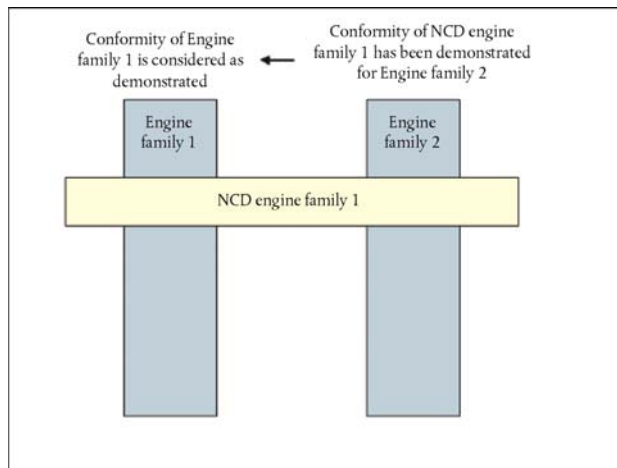 Conformity of Engine
family 1 is considered as
demonstrated
Conformity of NCD engine
family 1 has been demonstrated
for Engine family 2
Engine
family 1
Engine
family 2
NCD engine family 1